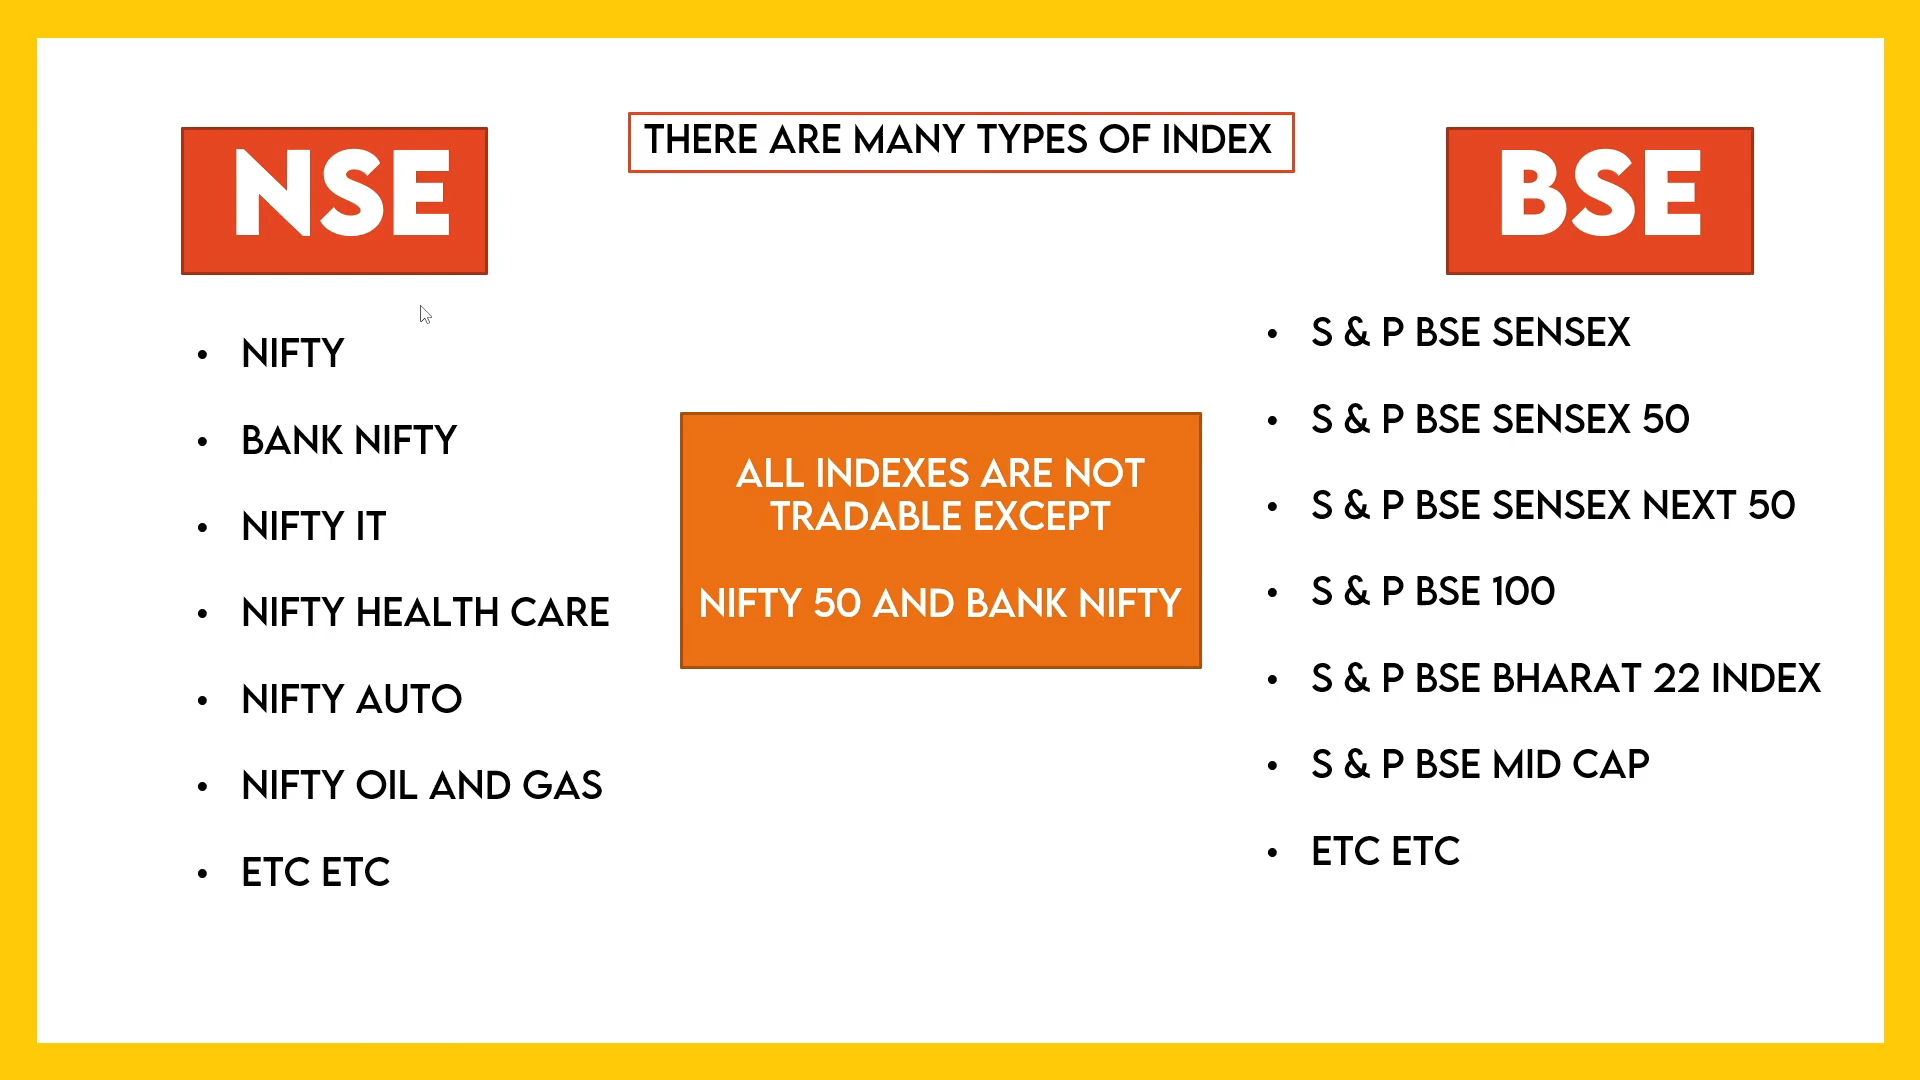 THERE ARE MANY TYPES OF INDEX
NSE
• NIFTY
• BANK NIFTY
• NIFTY IT
• NIFTY HEALTH CARE
• NIFTY AUTO
• NIFTY OIL AND GAS
• ETC ETC
ALL INDEXES ARE NOT
TRADABLE EXCEPT
NIFTY 50 AND BANK NIFTY
BSE
• S & P BSE SENSEX
• S & P BSE SENSEX 50
• S & P BSE SENSEX NEXT 50
• S & P BSE 100
• S & P BSE BHARAT 22 INDEX
• S & P BSE MID CAP
• ETC ETC